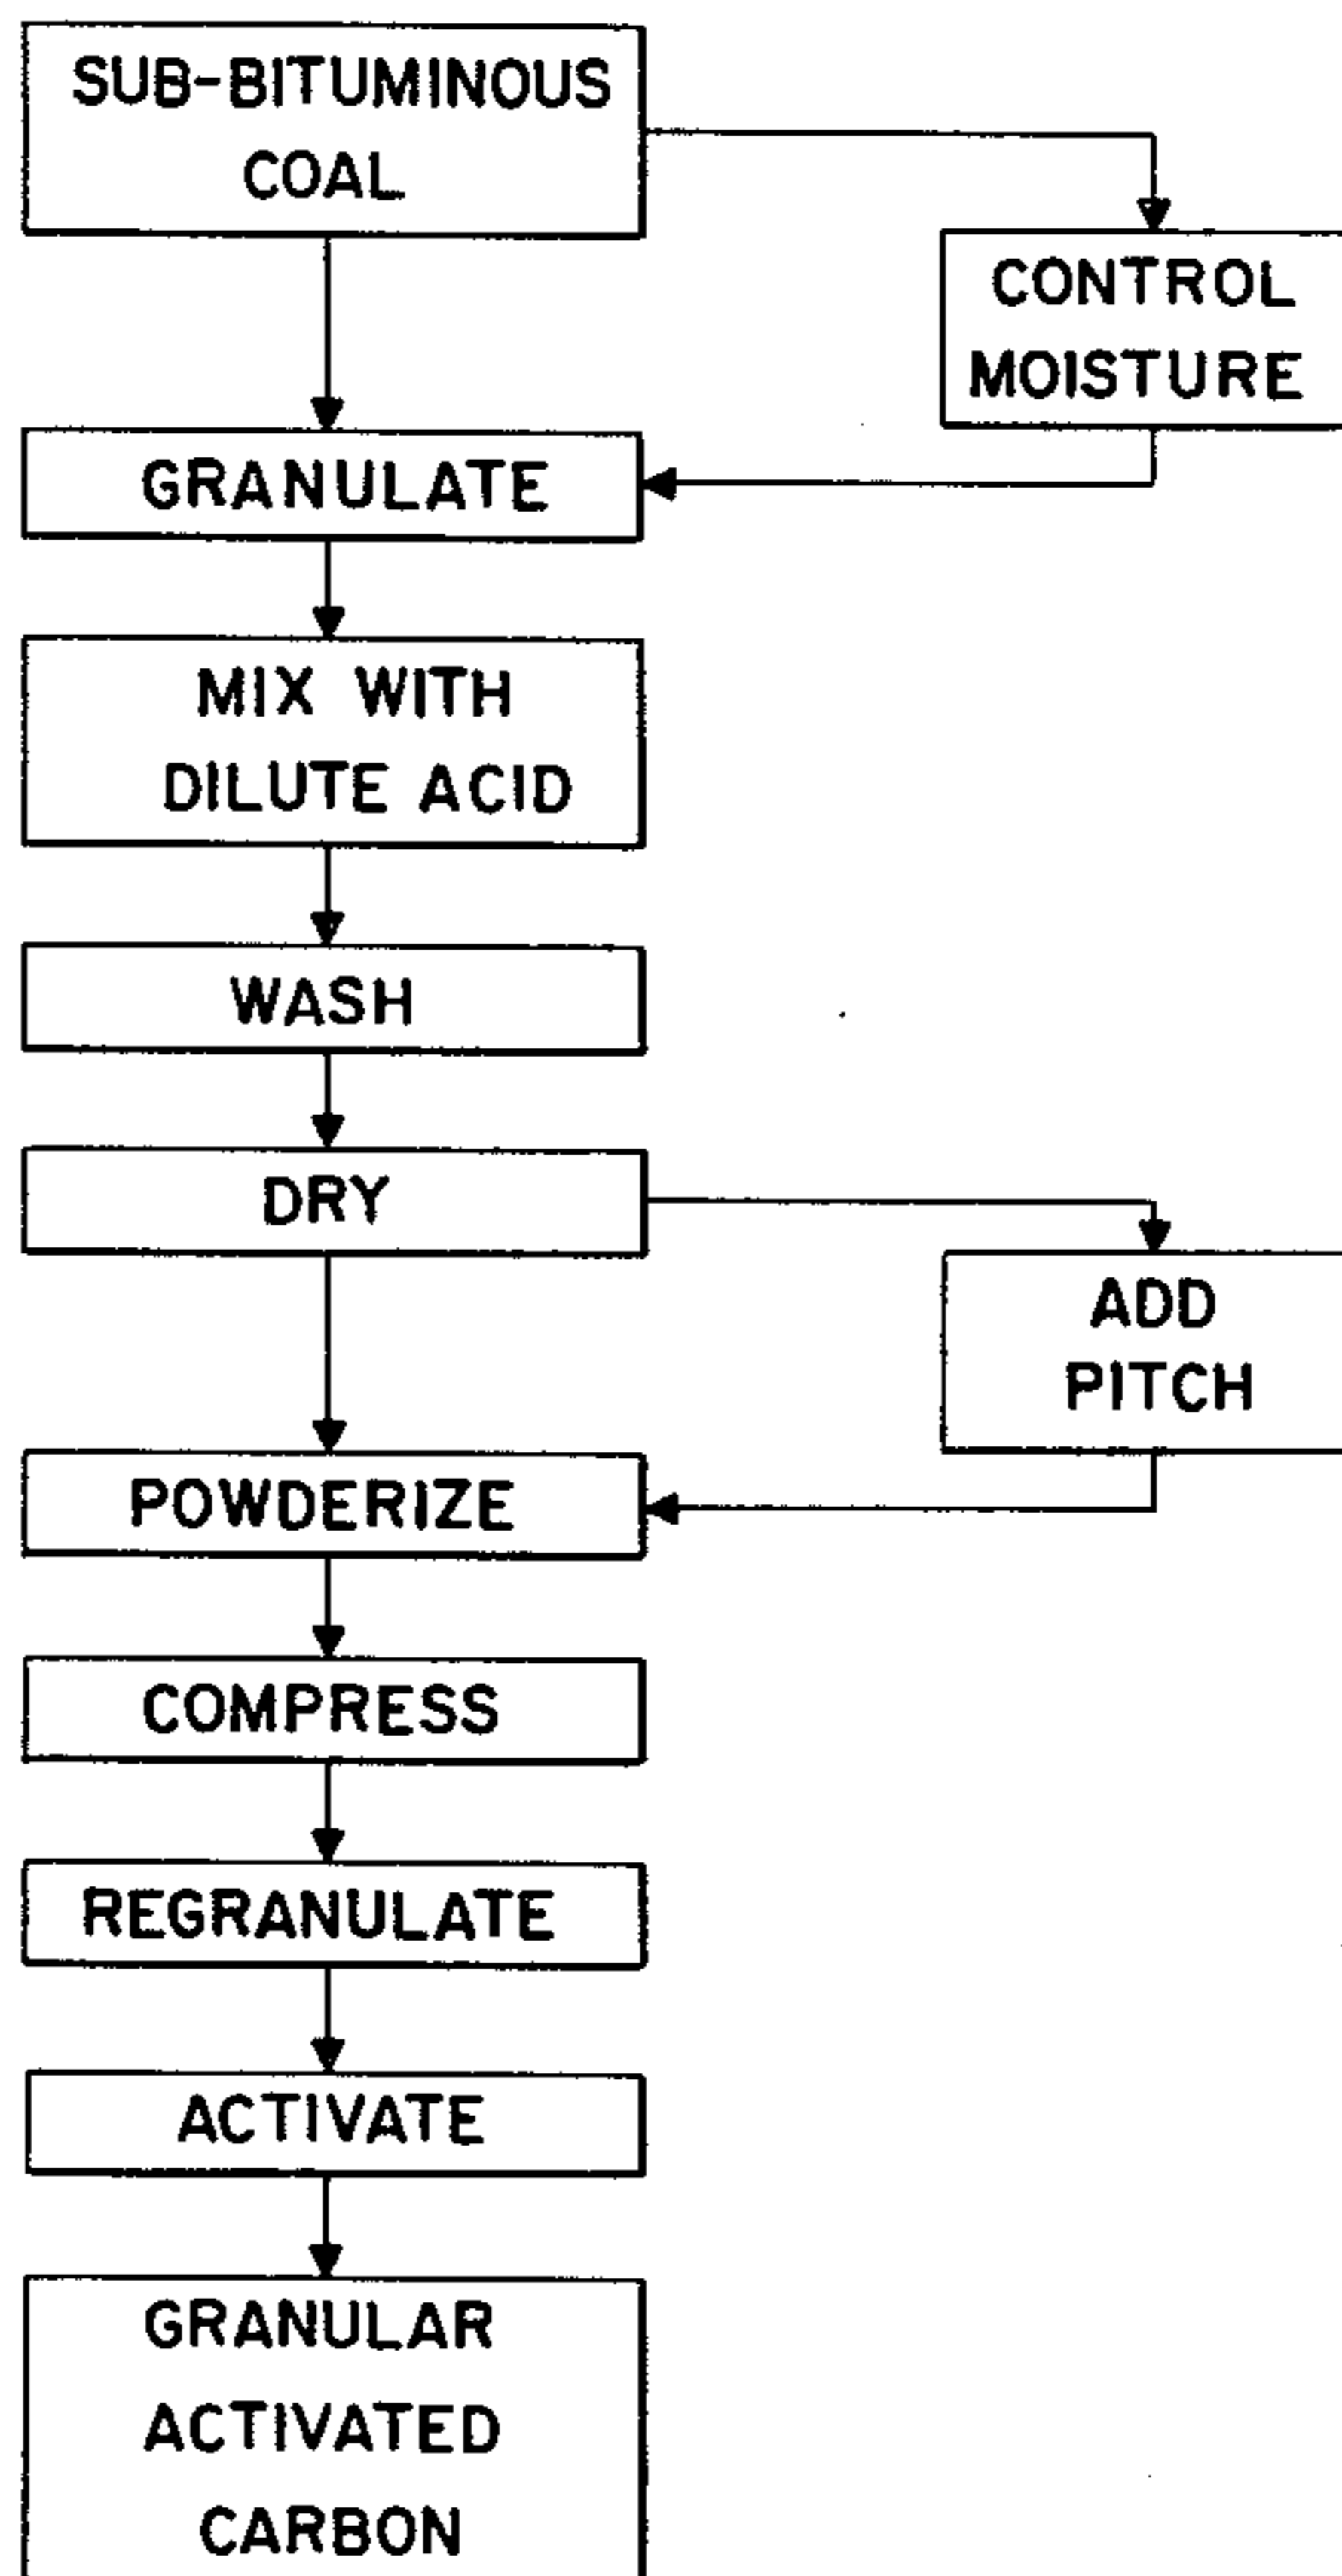 SUB-BITUMINOUS
COAL
CONTROL
MOISTURE
GRANULATE
MIX WITH
DILUTE ACID
WASH
DRY
ADD
PITCH
POWDERIZE
COMPRESS
REGRANULATE
ACTIVATE
GRANULAR
ACTIVATED
CARBON